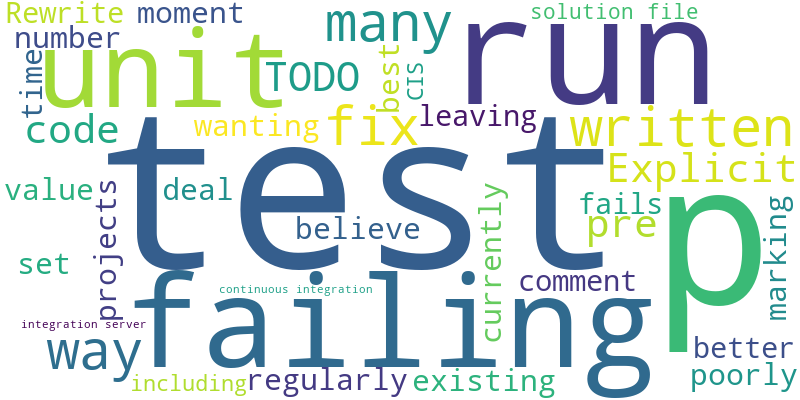 Rewrite
moment
many
run
solution file
number
unit
TODO
best
CIS
time
code
wanting
fix
leaving
written
test
Explicit
value
deal
projects
believe
currently
fails
pre
p
marking
set
failing
comment
continuous integration
integration server
way
better
including
regularly
existing
poorly